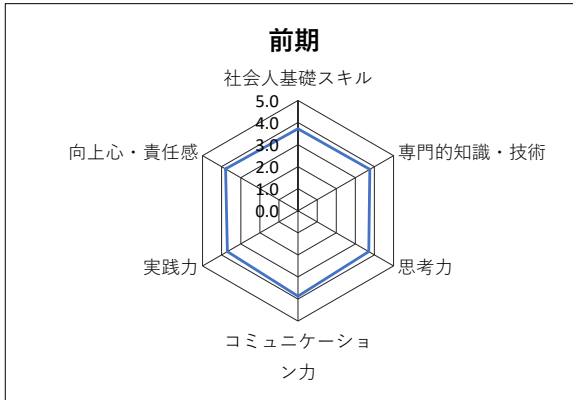 前期
社会人基礎スキル
5.0
4.0
3.0
2.0
1.0
0.0
専門的知識・技術
思考力
コミュニケーショ
ン力
実践力
向上心・責任感